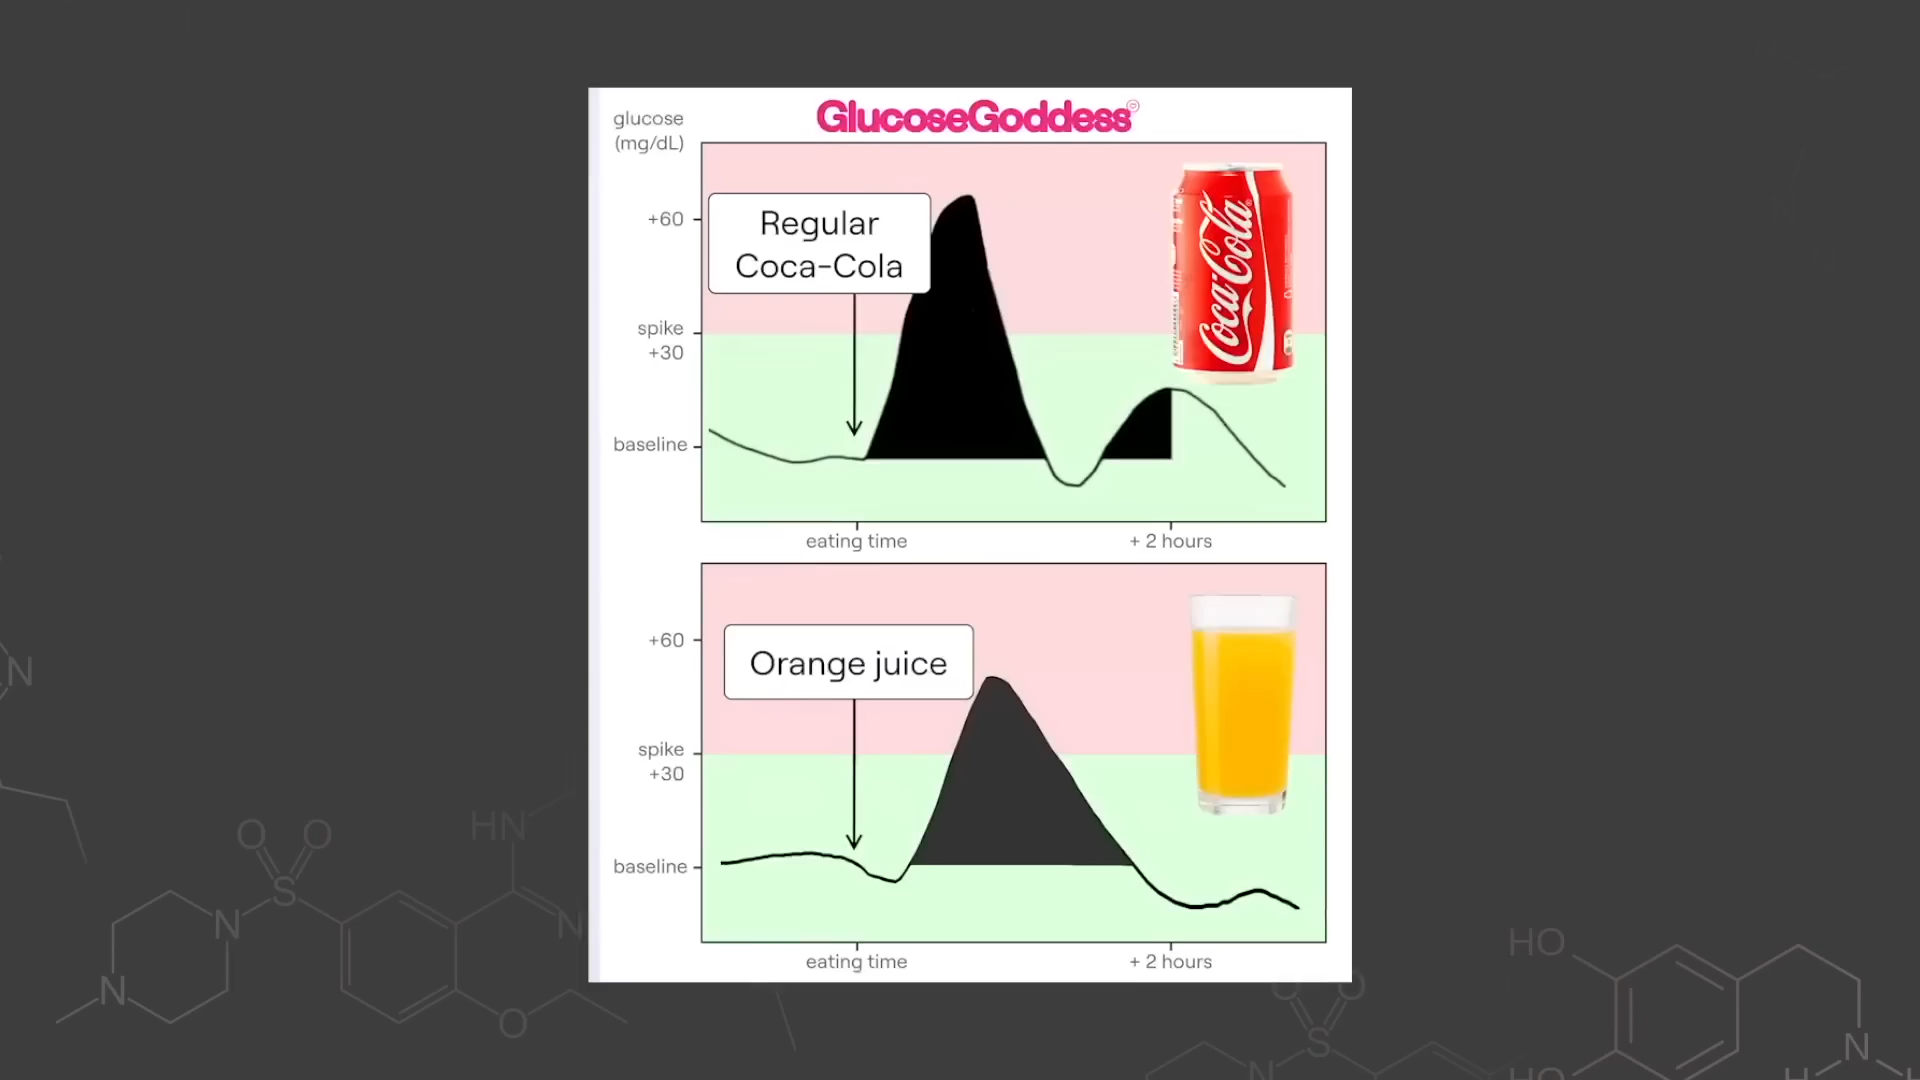 GlucoseGoddess
glucose
(mg/dL)
+60
spike
+30
baseline
Regular
Coca-Cola
Coca-Cola
eating time
+ 2 hours
+60
spike
+30
baseline
Orange juice
eating time
+ 2 hours
N
O
O
S
N
N
HN
N
O
O
O
S
N
HO
HO
N
H
H